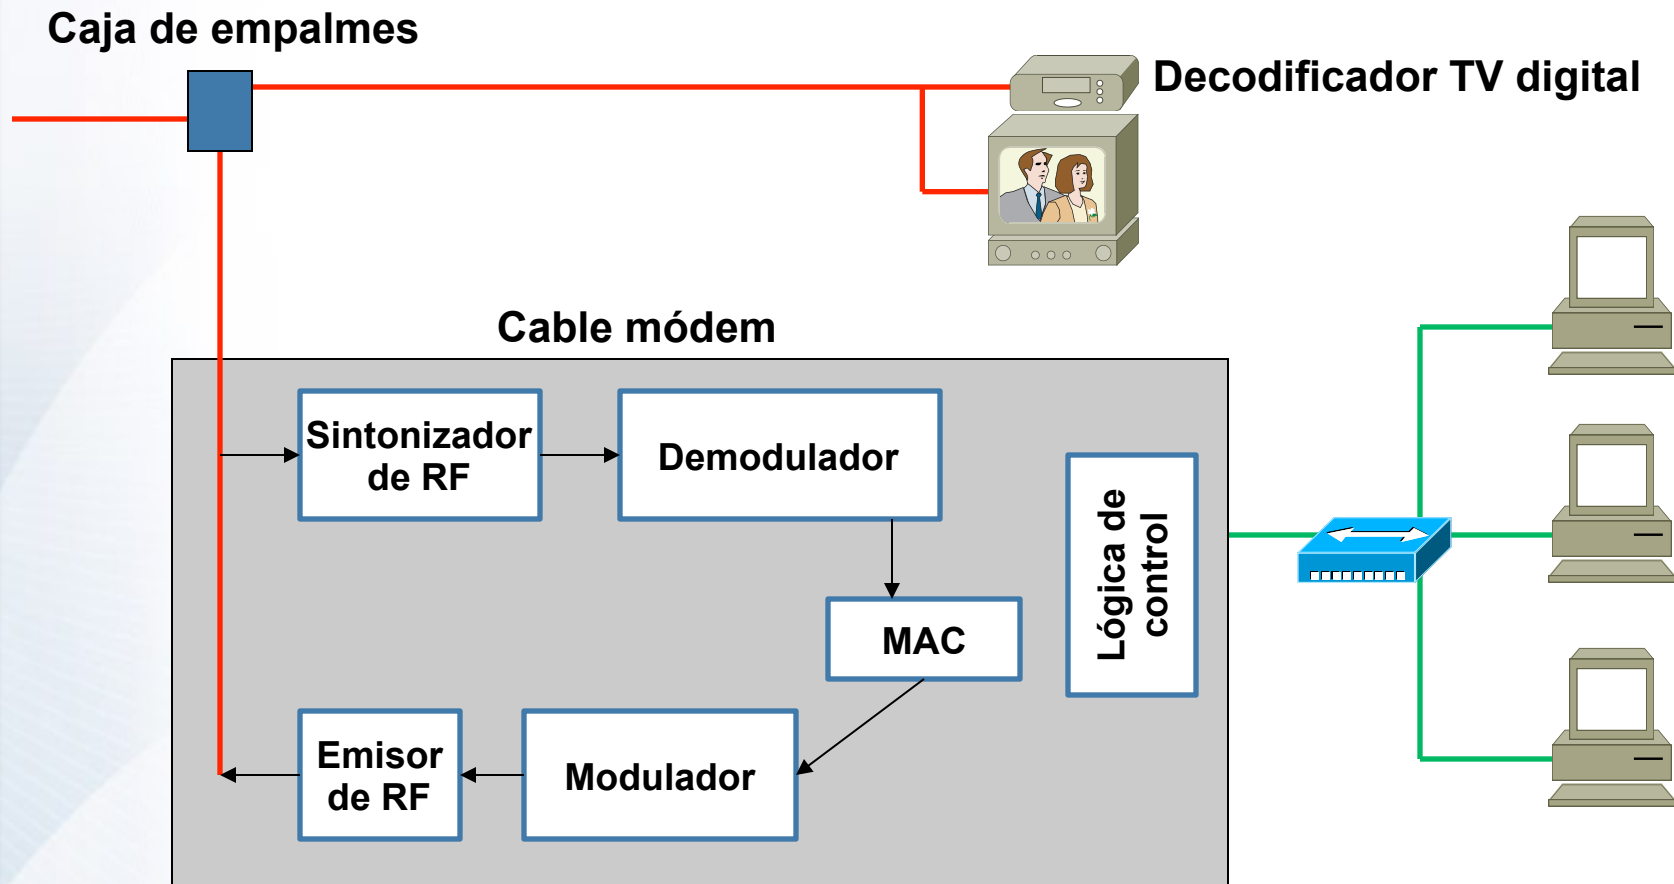 Caja de empalmes
Decodificador TV digital
Cable módem
Sintonizador
de RF
Demodulador
Lógica de
control
MAC
Emisor
de RF
Modulador